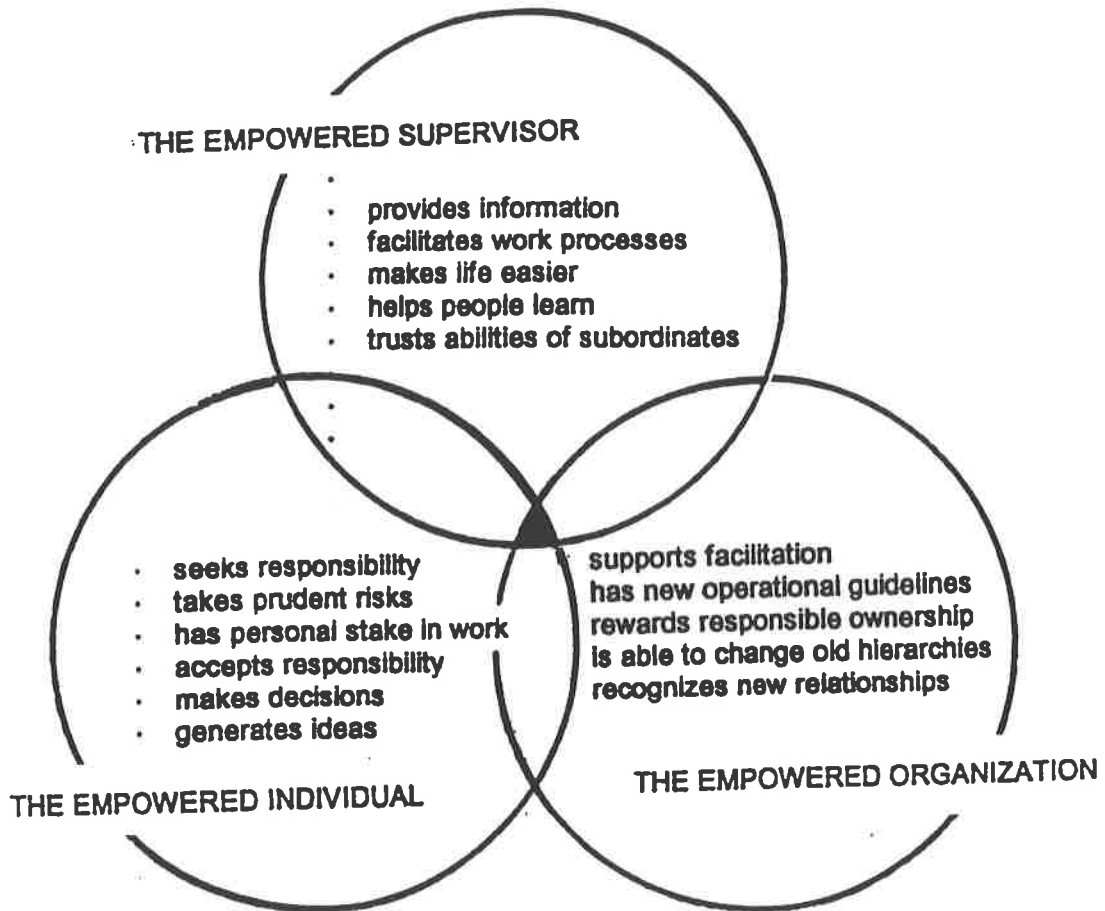 THE EMPOWERED SUPERVISOR
·
· provides information
· facilitates work processes
· makes life easier
· helps people learn
· trusts abilities of subordinates
·
·
· seeks responsibility
· takes prudent risks
· has personal stake in work
· accepts responsibility
· makes decisions
· generates ideas
THE EMPOWERED INDIVIDUAL
supports facilitation
has new operational guidelines
rewards responsible ownership
is able to change old hierarchies
recognizes new relationships
THE EMPOWERED ORGANIZATION